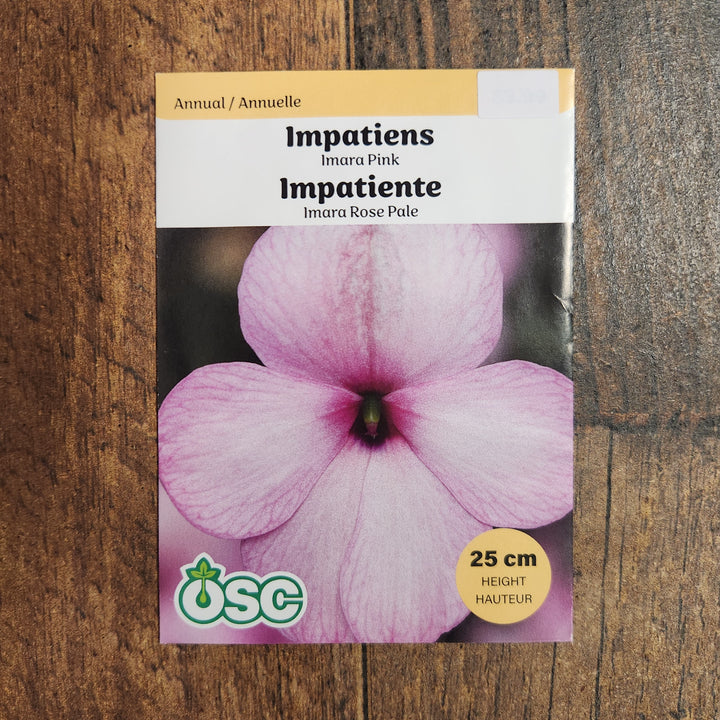 Annual / Annuelle
Impatiens
Imara Pink
Impatiente
Imara Rose Pale
25 cm
HEIGHT
HAUTEUR
OSC